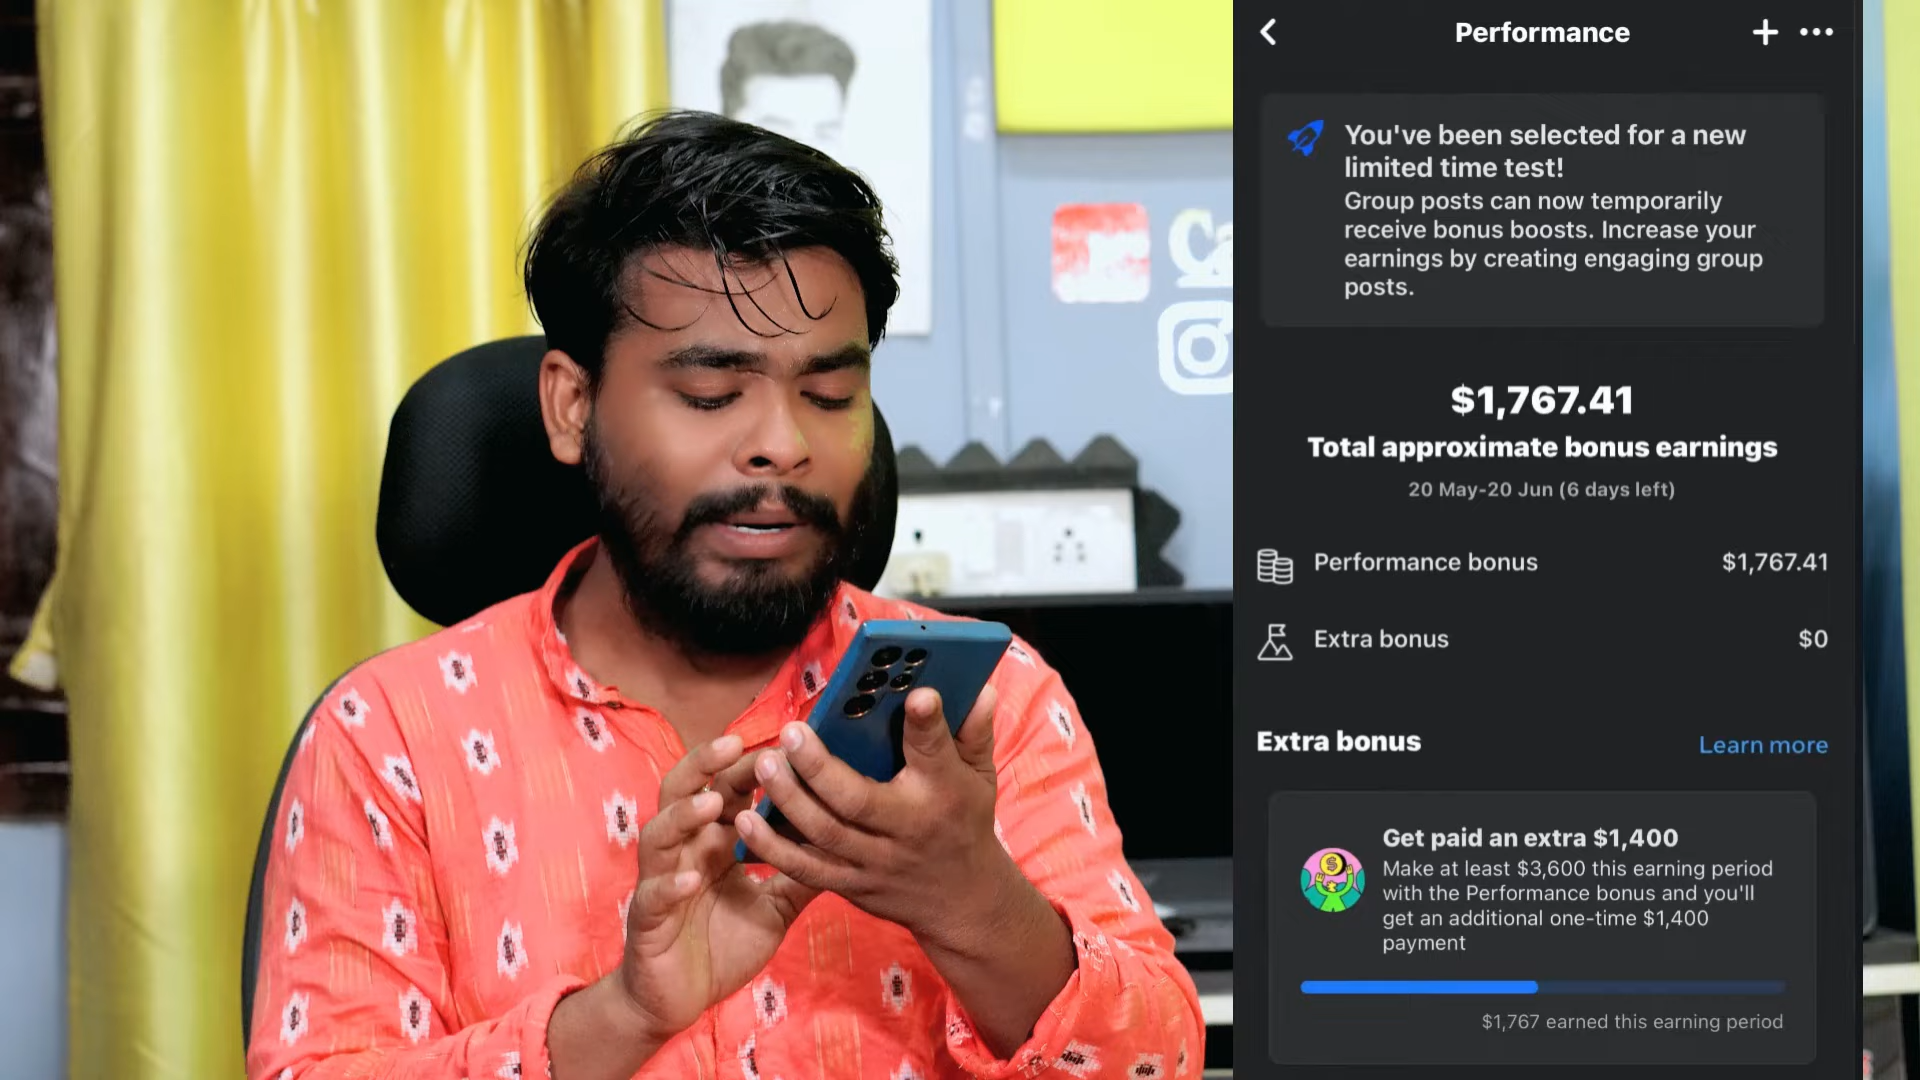 Performance
You've been selected for a new
limited time test!
Group posts can now temporarily
receive bonus boosts. Increase your
earnings by creating engaging group
posts.
$1,767.41
Total approximate bonus earnings
20 May-20 Jun (6 days left)
Performance bonus $1,767.41
Extra bonus $0
Extra bonus Learn more
Get paid an extra $1,400
Make at least $3,600 this earning period
with the Performance bonus and you'll
get an additional one-time $1,400
payment
$1,767 earned this earning period